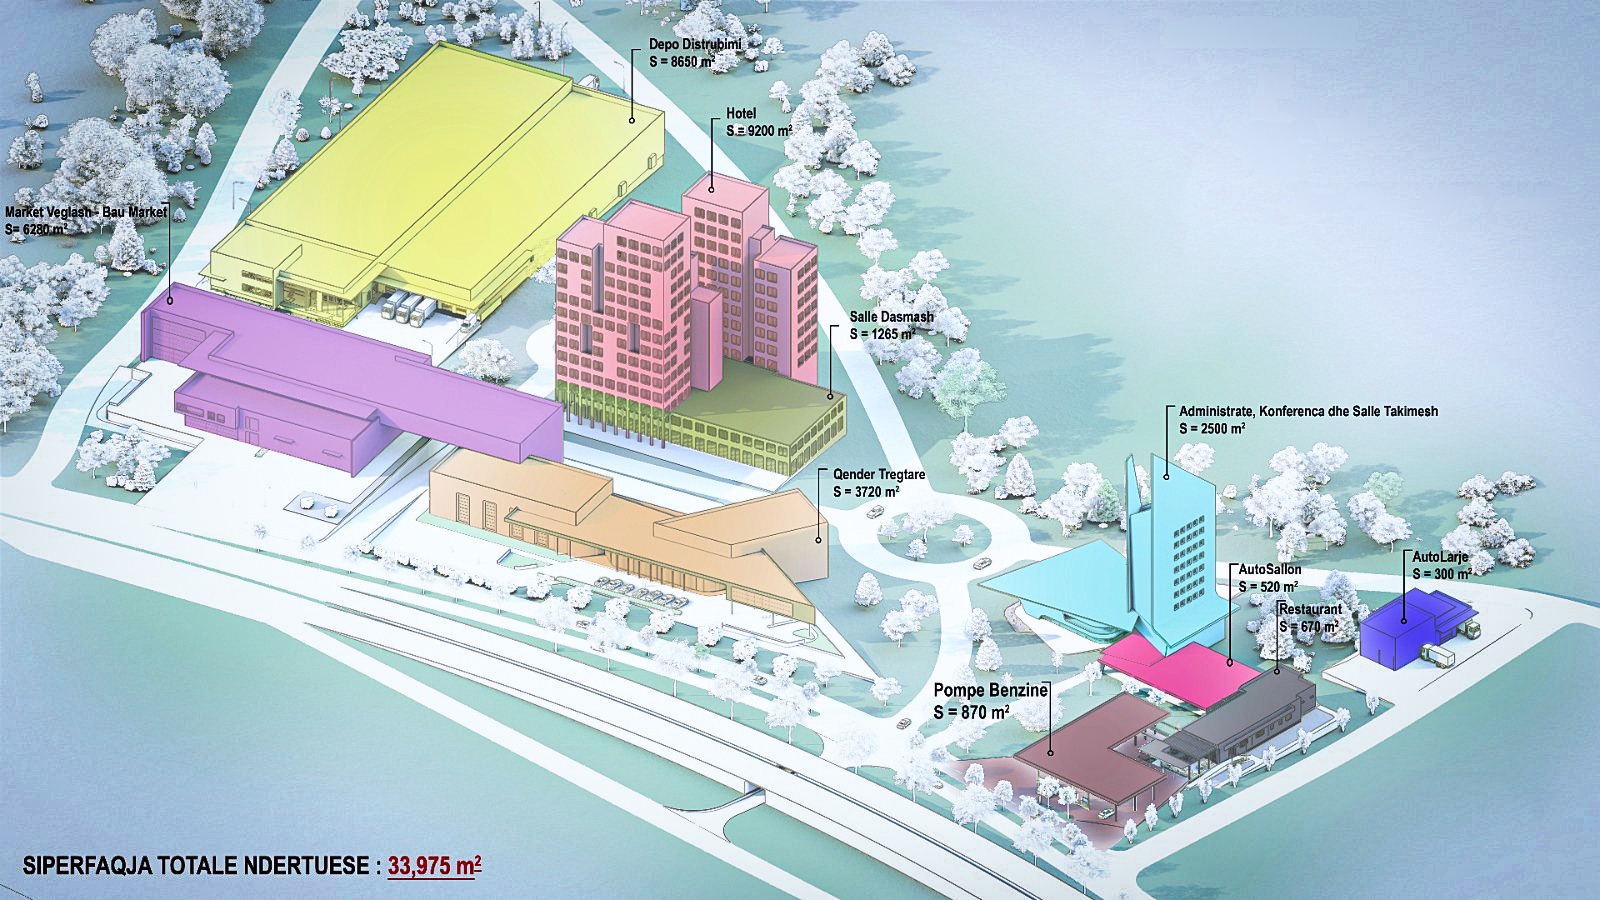 Depo Distrubimi
S = 8650 m²
Hotel
S = 9200 m²
Market Veglash - Bau Market
S= 6280 m²
Salle Dasmash
S = 1265 m²
Administrate, Konferenca dhe Salle Takimesh
S = 2500 m²
Qender Tregtare
S = 3720 m²
AutoLarje
S = 300 m²
AutoSallon
S = 520 m²
Restaurant
S = 670 m²
Pompe Benzine
S = 870 m²
SIPERFAQJA TOTALE NDERTUESE : 33,975 m²